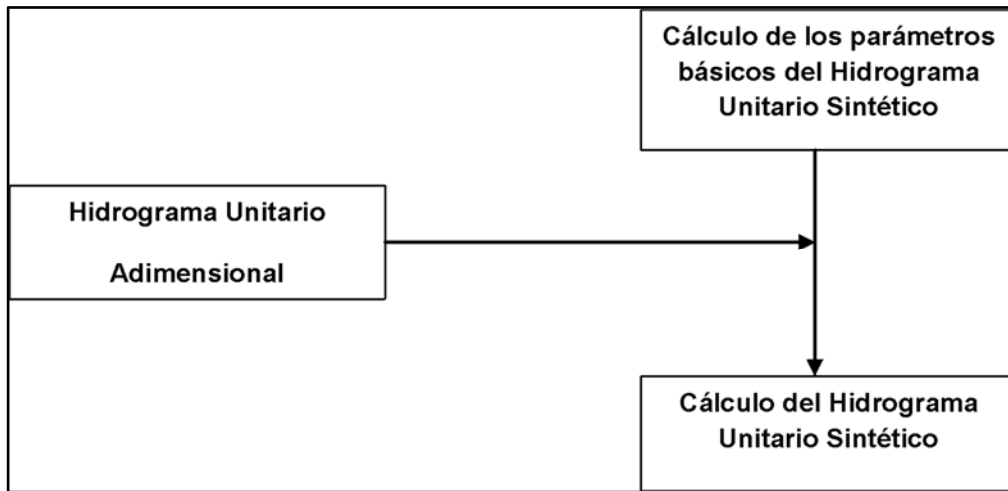 Cálculo de los parámetros
básicos del Hidrograma
Unitario Sintético
Hidrograma Unitario
Adimensional
Cálculo del Hidrograma
Unitario Sintético